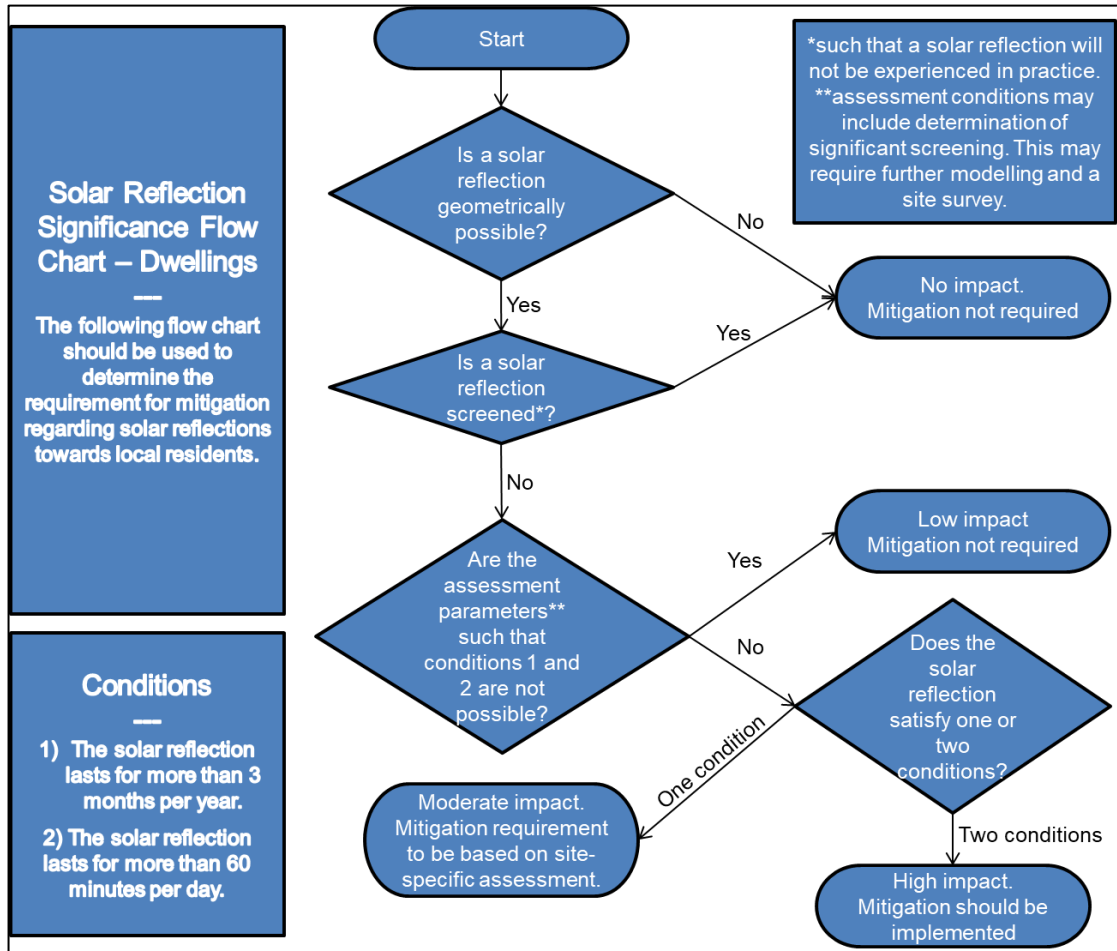 Solar Reflection
Significance Flow
Chart – Dwellings
---
The following flow chart
should be used to
determine the
requirement for mitigation
regarding solar reflections
towards local residents.
Conditions
---
1) The solar reflection
lasts for more than 3
months per year.
2) The solar reflection
lasts for more than 60
minutes per day.
Start
*such that a solar reflection will
not be experienced in practice.
**assessment conditions may
include determination of
significant screening. This may
require further modelling and a
site survey.
Is a solar
reflection
geometrically
possible?
No
Yes
No impact.
Mitigation not required
Is a solar
reflection
screened*?
Yes
No
Are the
assessment
parameters**
such that
conditions 1 and
2 are not
possible?
Yes
Low impact
Mitigation not required
No
Does the
solar
reflection
satisfy one or
two
conditions?
One condition
Moderate impact.
Mitigation requirement
to be based on site-
specific assessment.
Two conditions
High impact.
Mitigation should be
implemented